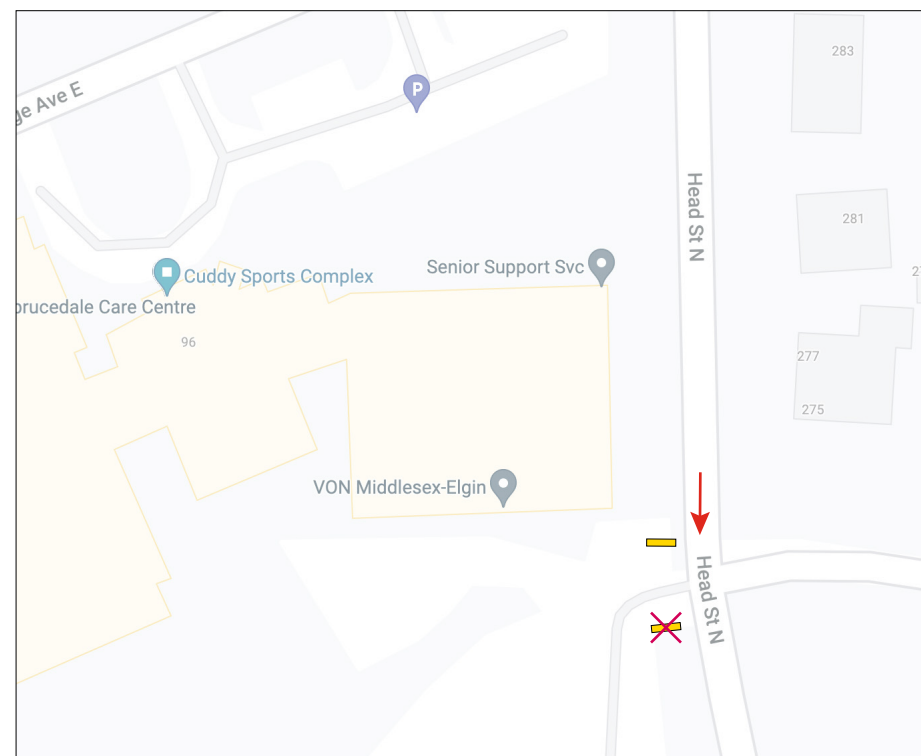 ge Ave E
P
283
Head St N
281
Senior Support Svc
Cuddy Sports Complex
prucedale Care Centre
96
277
275
VON Middlesex-Elgin
Head St N